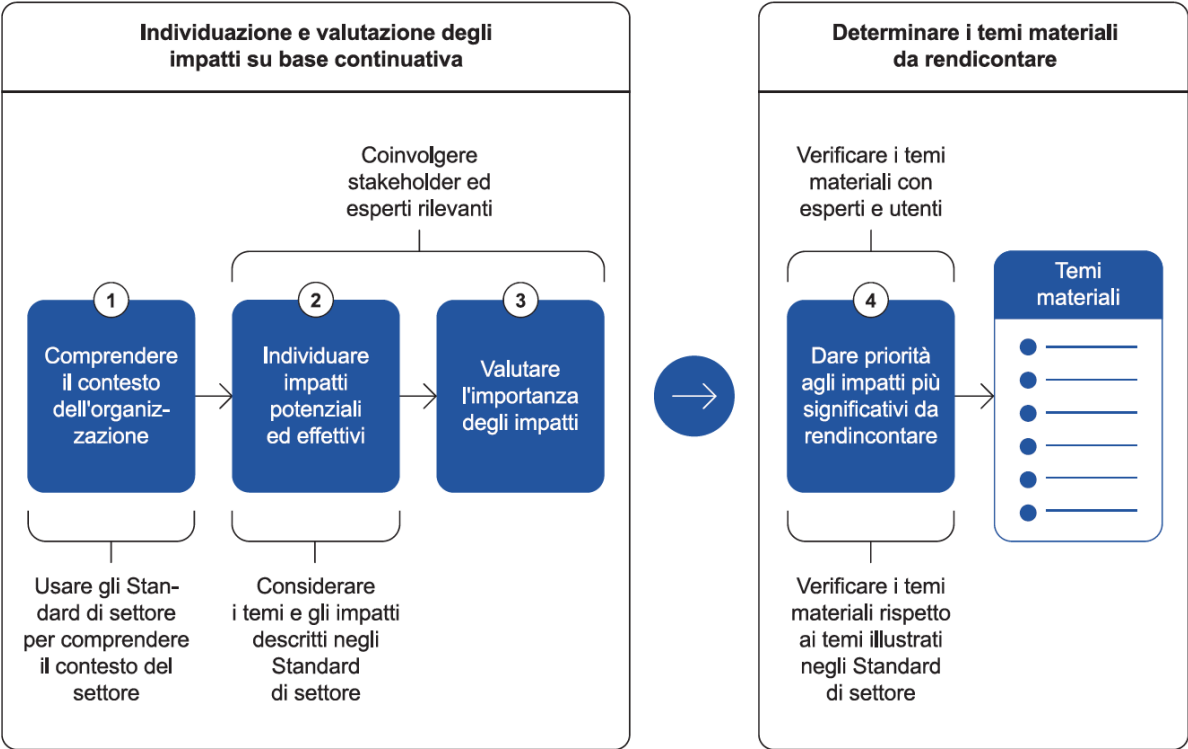 Individuazione e valutazione degli
impatti su base continuativa
Coinvolgere
stakeholder ed
esperti rilevanti
1
Comprendere
il contesto
dell'organiz-
zazione
2
Individuare
impatti
potenziali
ed effettivi
3
Valutare
l'importanza
degli impatti
Usare gli Stan-
dard di settore
per comprendere
il contesto del
settore
Considerare
i temi e gli impatti
descritti negli
Standard
di settore
Determinare i temi materiali
da rendicontare
Verificare i temi
materiali con
esperti e utenti
4
Dare priorità
agli impatti più
significativi da
rendincontare
Temi
materiali
Verificare i temi
materiali rispetto
ai temi illustrati
negli Standard
di settore